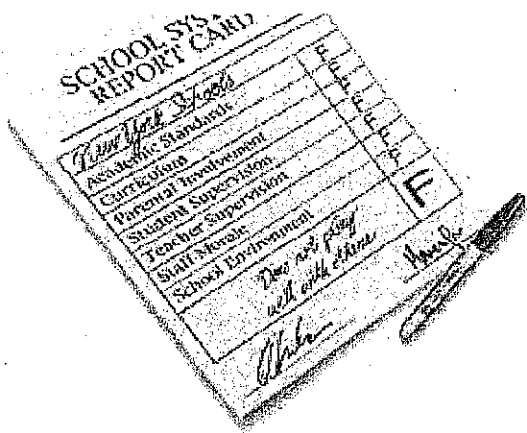 SCHOOL SYS
REPORT CARD
New York Schools F
Academic Standards F
Curriculum F
Parental Involvement F
Student Supervision F
Teacher Supervision F
Staff Morale F
School Environment
F
Does not play
well with others